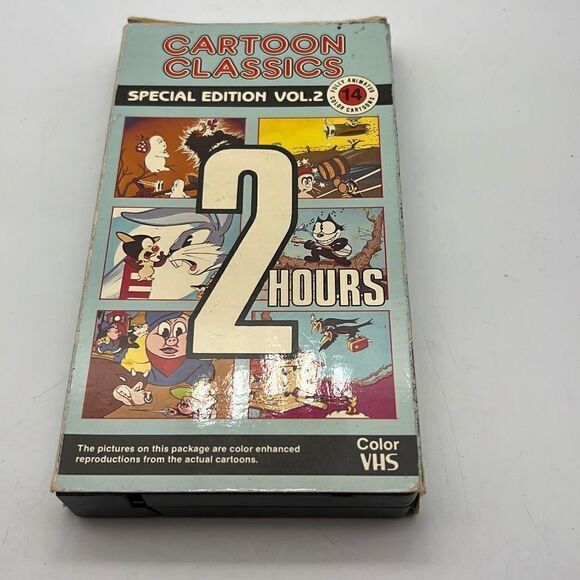 CARTOON
CLASSICS
SPECIAL EDITION VOL.2
FULLY ANIMATED
14
COLOR CARTOONS
2
HOURS
The pictures on this package are color enhanced
reproductions from the actual cartoons.
Color
VHS